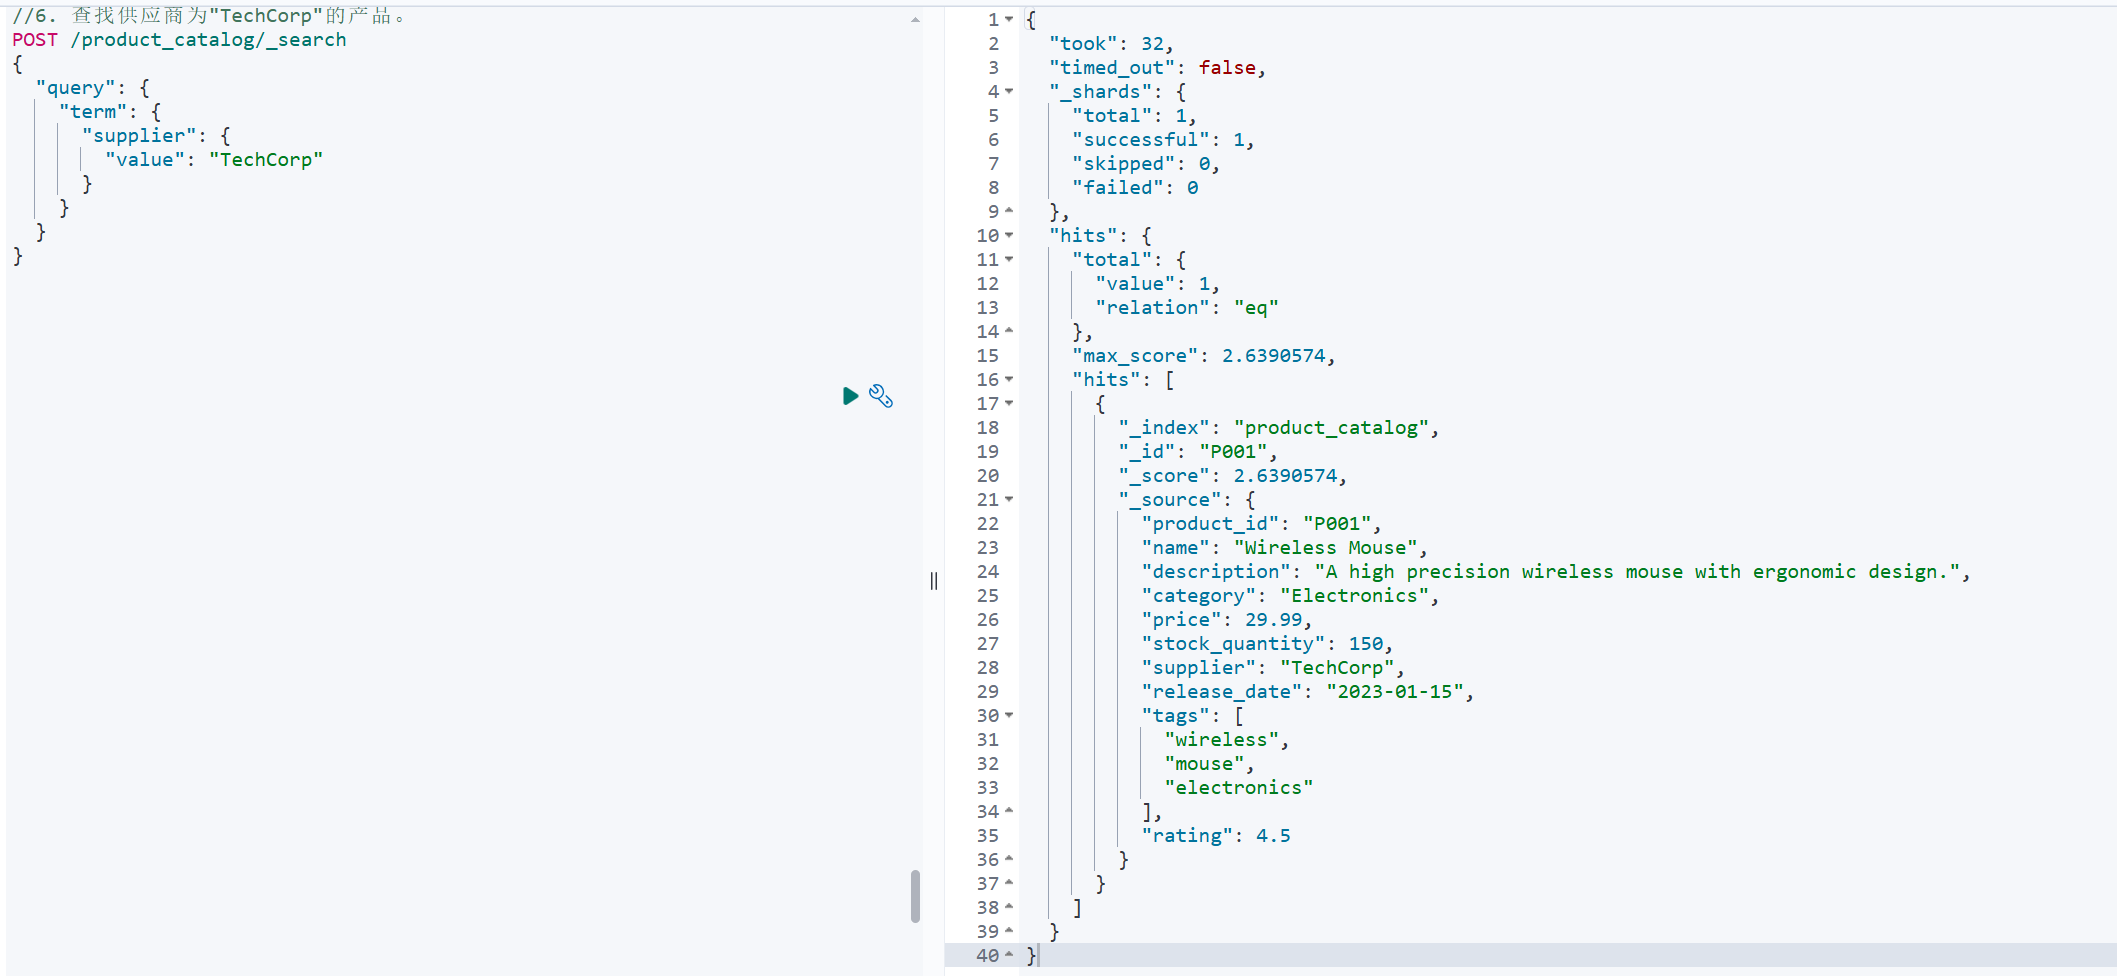 //6. 查找供应商为"TechCorp"的产品。
POST /product_catalog/_search
{
  "query": {
    "term": {
      "supplier": {
        "value": "TechCorp"
      }
    }
  }
}
1 {
2   "took": 32,
3   "timed_out": false,
4   "_shards": {
5     "total": 1,
6     "successful": 1,
7     "skipped": 0,
8     "failed": 0
9   },
10   "hits": {
11     "total": {
12       "value": 1,
13       "relation": "eq"
14     },
15     "max_score": 2.6390574,
16     "hits": [
17       {
18         "_index": "product_catalog",
19         "_id": "P001",
20         "_score": 2.6390574,
21         "_source": {
22           "product_id": "P001",
23           "name": "Wireless Mouse",
24           "description": "A high precision wireless mouse with ergonomic design.",
25           "category": "Electronics",
26           "price": 29.99,
27           "stock_quantity": 150,
28           "supplier": "TechCorp",
29           "release_date": "2023-01-15",
30           "tags": [
31             "wireless",
32             "mouse",
33             "electronics"
34           ],
35           "rating": 4.5
36         }
37       }
38     ]
39   }
40 }